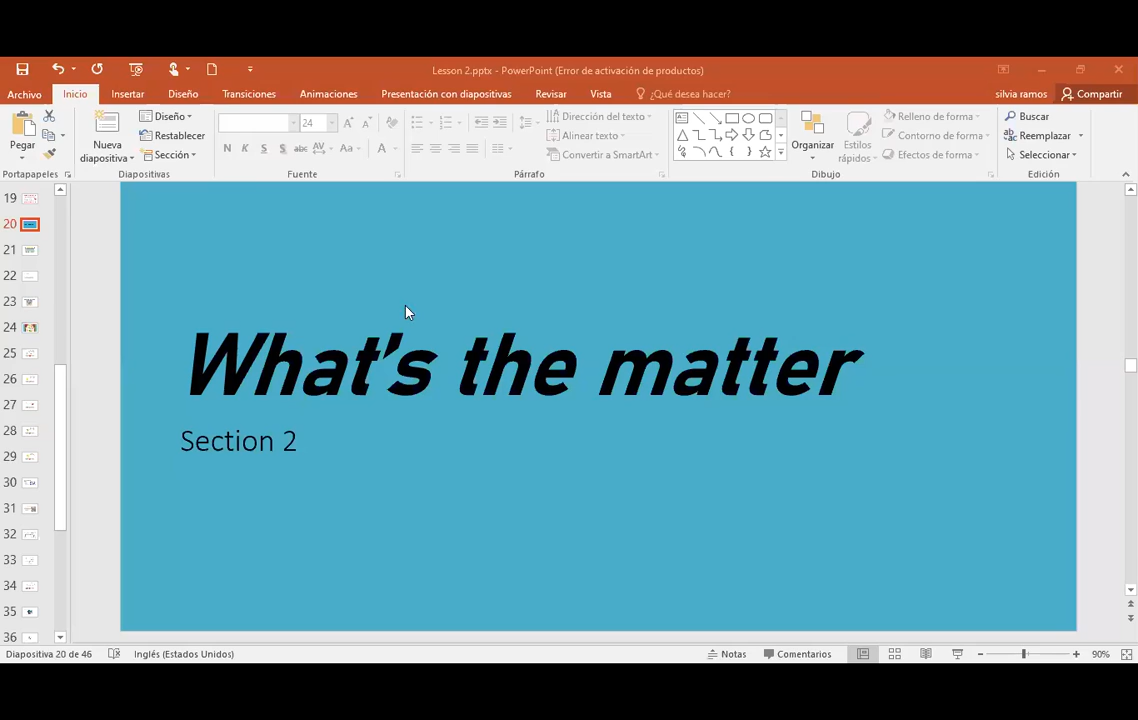 Lesson 2.pptx - PowerPoint (Error de activación de productos)
Archivo Inicio Insertar Diseño Transiciones Animaciones Presentación con diapositivas Revisar Vista ¿Qué desea hacer? silvia ramos Compartir
Pegar
Portapapeles
Nueva diapositiva
Diseño
Restablecer
Sección
Diapositivas
24
N K S S abc AV Aa A
Fuente
Dirección del texto
Alinear texto
Convertir a SmartArt
Párrafo
Organizar
Estilos rápidos
Relleno de forma
Contorno de forma
Efectos de forma
Dibujo
Buscar
Reemplazar
Seleccionar
Edición
19
20
21
22
23
24
25
26
27
28
29
30
31
32
33
34
35
36
What's the matter
Section 2
Diapositiva 20 de 46 Inglés (Estados Unidos) Notas Comentarios 90%